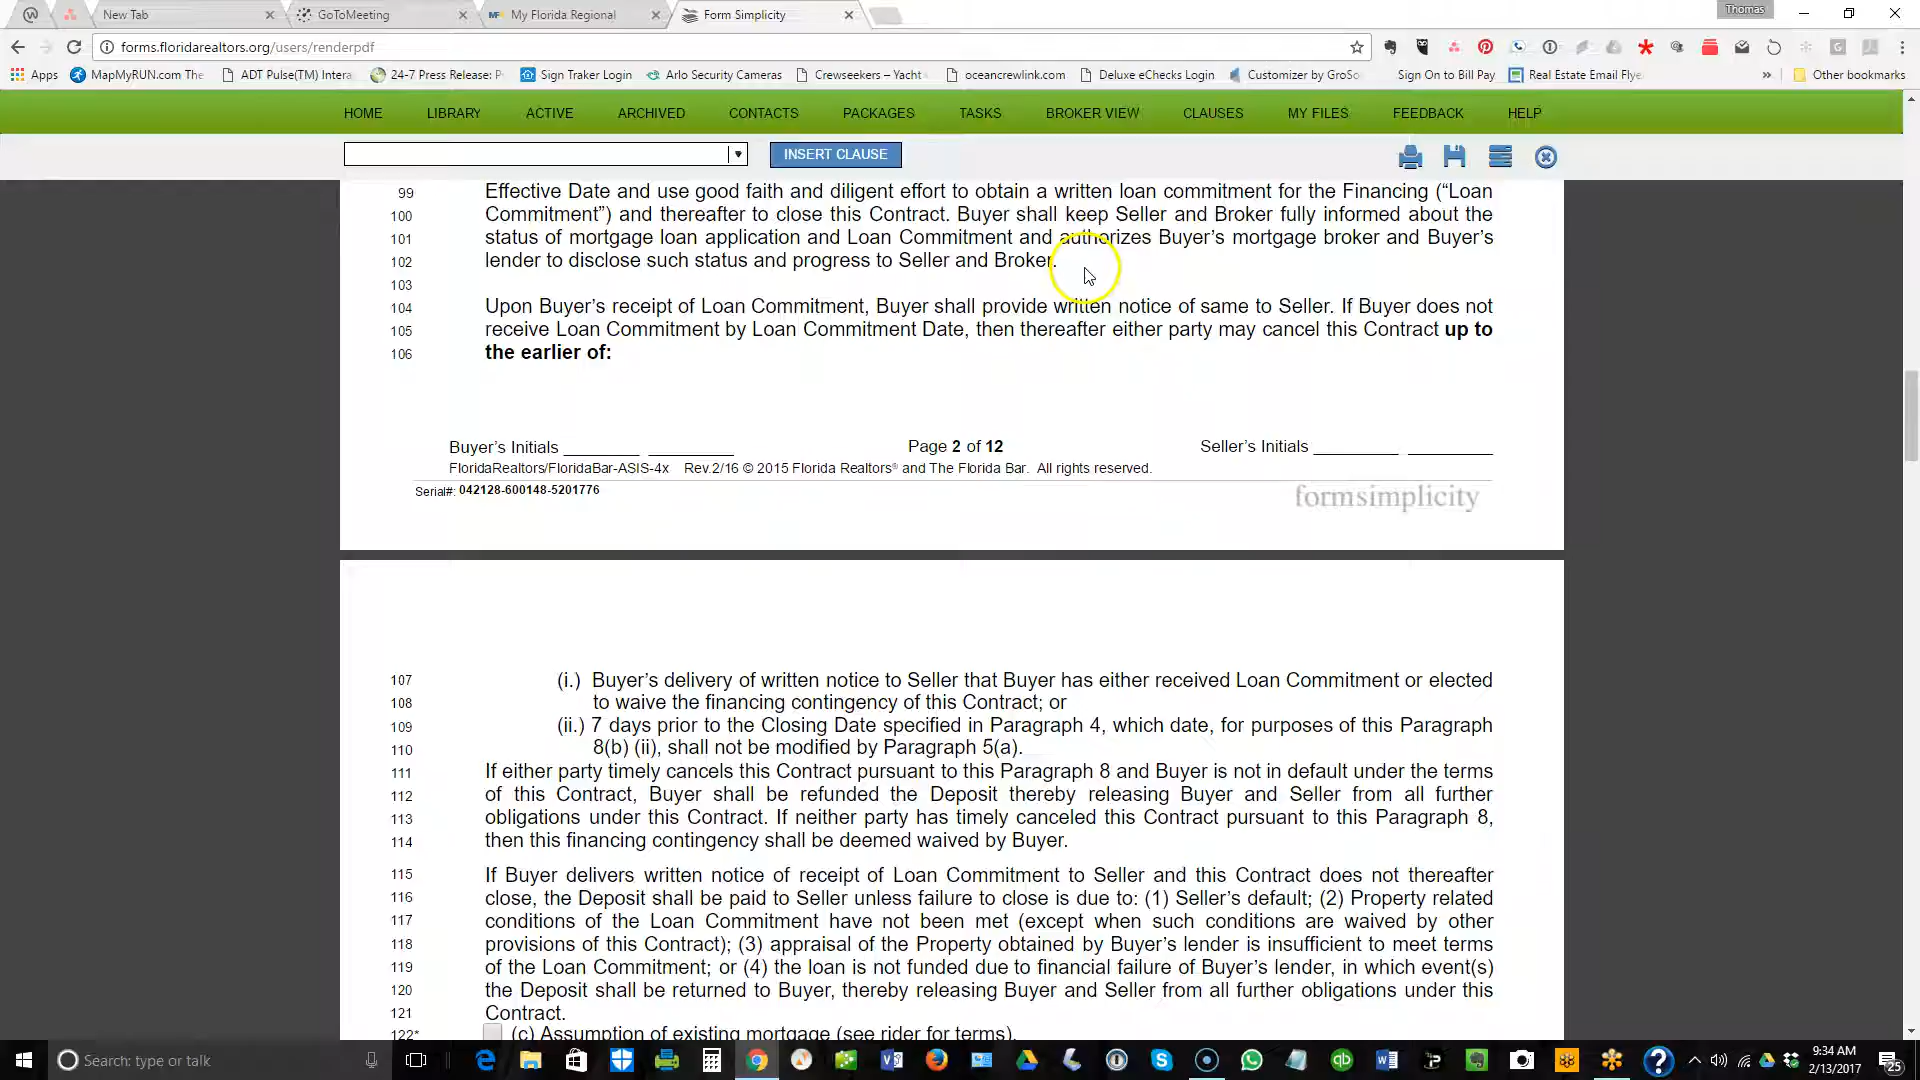 New Tab
GoToMeeting
My Florida Regional
Form Simplicity
Thomas
forms.floridarealtors.org/users/renderpdf
Apps
MapMyRUN.com The
ADT Pulse(TM) Intera
24-7 Press Release: P
Sign Traker Login
Arlo Security Cameras
Crewseekers – Yacht
oceancrewlink.com
Deluxe eChecks Login
Customizer by GroSo
Sign On to Bill Pay
Real Estate Email Flye
»
Other bookmarks
HOME LIBRARY ACTIVE ARCHIVED CONTACTS PACKAGES TASKS BROKER VIEW CLAUSES MY FILES FEEDBACK HELP
INSERT CLAUSE
99 Effective Date and use good faith and diligent effort to obtain a written loan commitment for the Financing (“Loan
100 Commitment”) and thereafter to close this Contract. Buyer shall keep Seller and Broker fully informed about the
101 status of mortgage loan application and Loan Commitment and authorizes Buyer’s mortgage broker and Buyer’s
102 lender to disclose such status and progress to Seller and Broker.
103
104 Upon Buyer’s receipt of Loan Commitment, Buyer shall provide written notice of same to Seller. If Buyer does not
105 receive Loan Commitment by Loan Commitment Date, then thereafter either party may cancel this Contract up to
106 the earlier of:
Buyer’s Initials ________ ________ Page 2 of 12 Seller’s Initials ________ ________
FloridaRealtors/FloridaBar-ASIS-4x Rev.2/16 © 2015 Florida Realtors® and The Florida Bar. All rights reserved.
Serial#: 042128-600148-5201776
formsimplicity
107 (i.) Buyer’s delivery of written notice to Seller that Buyer has either received Loan Commitment or elected
108 to waive the financing contingency of this Contract; or
109 (ii.) 7 days prior to the Closing Date specified in Paragraph 4, which date, for purposes of this Paragraph
110 8(b) (ii), shall not be modified by Paragraph 5(a).
111 If either party timely cancels this Contract pursuant to this Paragraph 8 and Buyer is not in default under the terms
112 of this Contract, Buyer shall be refunded the Deposit thereby releasing Buyer and Seller from all further
113 obligations under this Contract. If neither party has timely canceled this Contract pursuant to this Paragraph 8,
114 then this financing contingency shall be deemed waived by Buyer.
115 If Buyer delivers written notice of receipt of Loan Commitment to Seller and this Contract does not thereafter
116 close, the Deposit shall be paid to Seller unless failure to close is due to: (1) Seller’s default; (2) Property related
117 conditions of the Loan Commitment have not been met (except when such conditions are waived by other
118 provisions of this Contract); (3) appraisal of the Property obtained by Buyer’s lender is insufficient to meet terms
119 of the Loan Commitment; or (4) the loan is not funded due to financial failure of Buyer’s lender, in which event(s)
120 the Deposit shall be returned to Buyer, thereby releasing Buyer and Seller from all further obligations under this
121 Contract.
122* (c) Assumption of existing mortgage (see rider for terms).
Search: type or talk
9:34 AM
2/13/2017
25